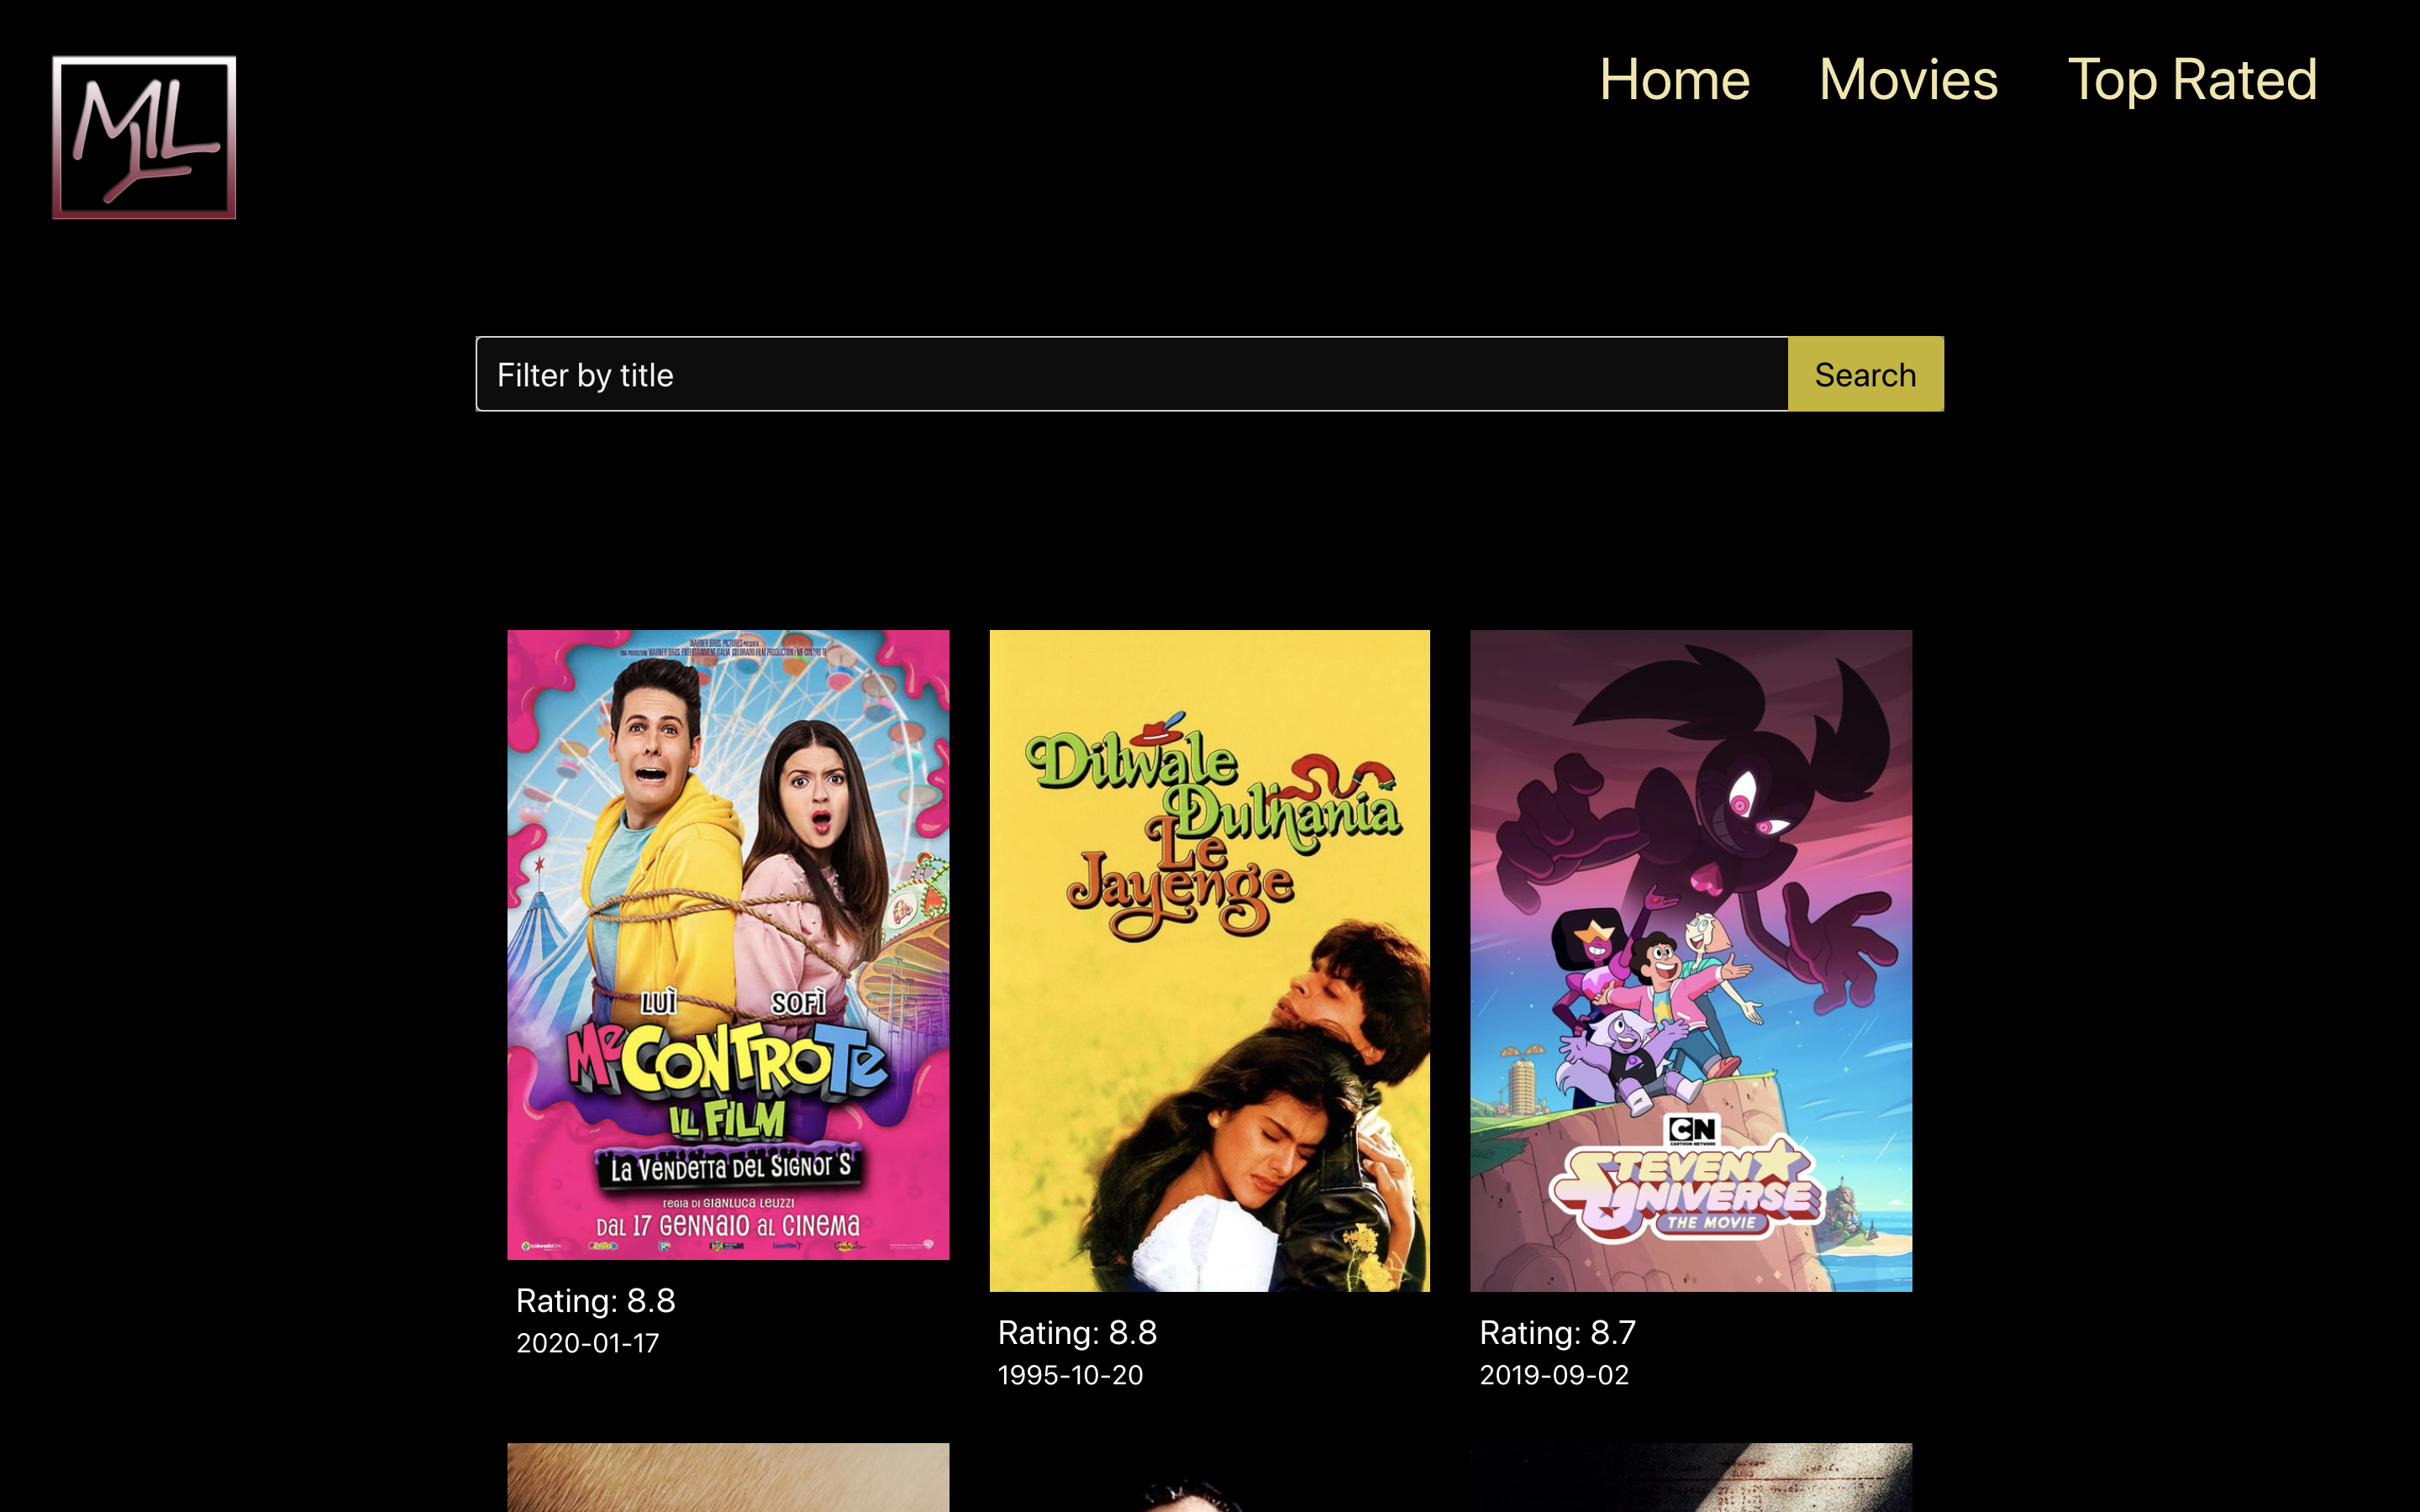 MYL
Home Movies Top Rated
Filter by title Search
WARNER BROS. PICTURES PRESENTA
UNA PRODUZIONE WARNER BROS. ENTERTAINMENT ITALIA COLORADO FILM PRODUCTION E ME CONTRO TE
LUÌ SOFÌ
Me CONTRO Te
IL FILM
La Vendetta del Signor S
regia di Gianluca Leuzzi
dal 17 gennaio al cinema
Rating: 8.8
2020-01-17
Dilwale
Dulhania
Le
Jayenge
Rating: 8.8
1995-10-20
CN
CARTOON NETWORK
STEVEN
UNIVERSE
THE MOVIE
Rating: 8.7
2019-09-02